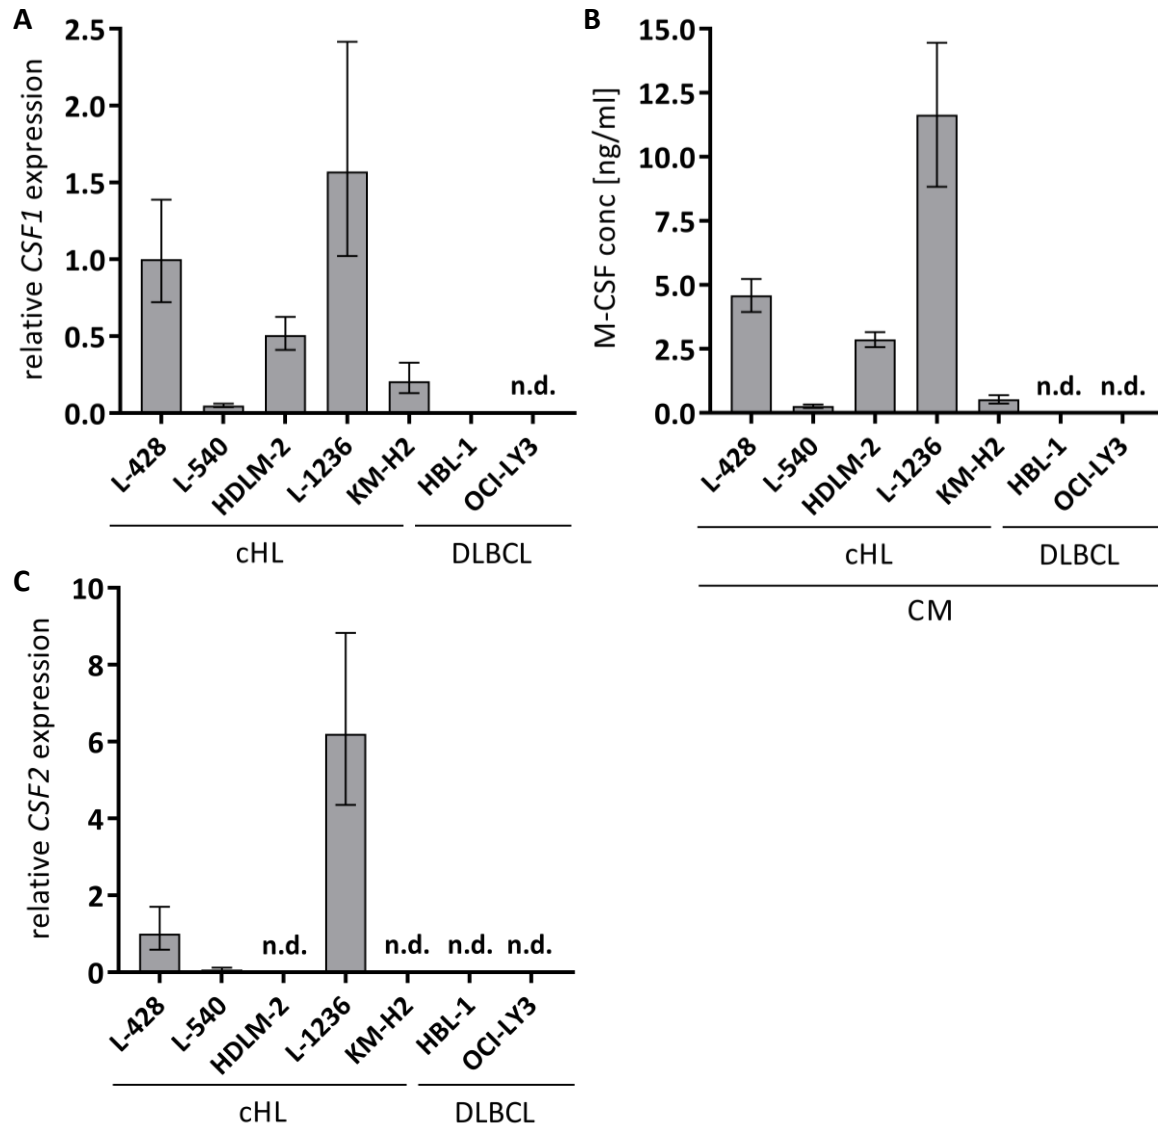 A
relative CSF1 expression
2.5
2.0
1.5
1.0
0.5
0.0
n.d.
L-428
L-540
HDLM-2
L-1236
KM-H2
HBL-1
OCI-LY3
cHL
DLBCL
B
M-CSF conc [ng/ml]
15.0
12.5
10.0
7.5
5.0
2.5
0.0
n.d.
n.d.
L-428
L-540
HDLM-2
L-1236
KM-H2
HBL-1
OCI-LY3
cHL
DLBCL
CM
C
relative CSF2 expression
10
8
6
4
2
0
n.d.
n.d.
n.d.
n.d.
L-428
L-540
HDLM-2
L-1236
KM-H2
HBL-1
OCI-LY3
cHL
DLBCL